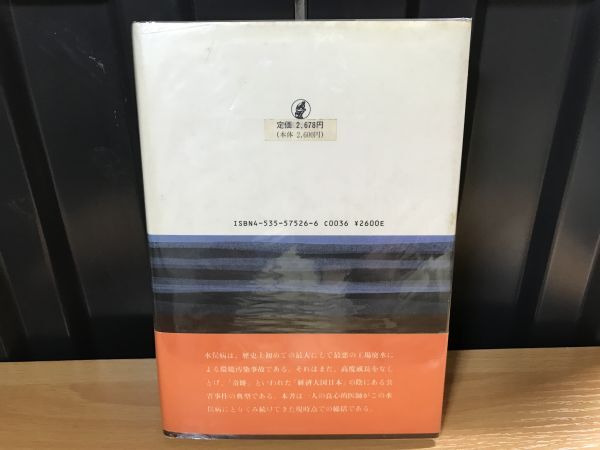 定価 2,678円
(本体 2,600円)
ISBN4-535-57526-6 C0036 ¥2600E
水俣病は、歴史上初めての最大にして最悪の工場廃水に
よる環境汚染事故である。それはまた、高度成長をなし
とげ、「奇跡」といわれた「経済大国日本」の陰にある公
害事件の典型である。本書は一人の良心的医師がこの水
俣病にとりくみ続けてきた現時点での総括である。